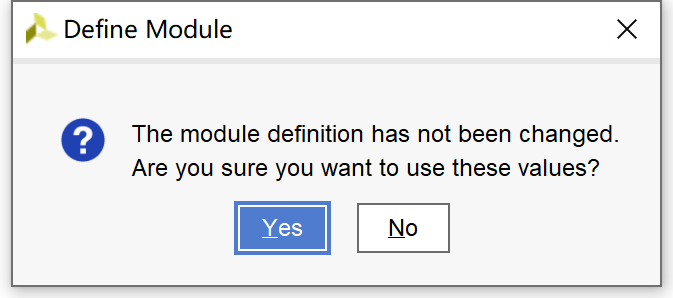 Define Module
The module definition has not been changed.
Are you sure you want to use these values?
Yes No